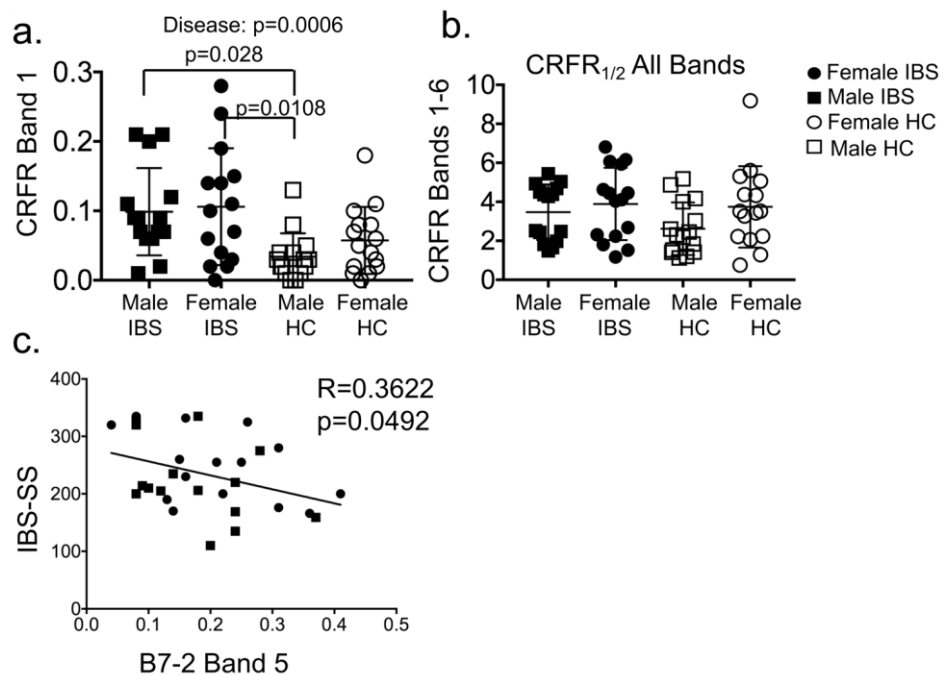 a.
Disease: p=0.0006
p=0.028
p=0.0108
CRFR Band 1
0.3
0.2
0.1
0.0
Male IBS
Female IBS
Male HC
Female HC
b.
CRFR1/2 All Bands
CRFR Bands 1-6
10
8
6
4
2
0
Male IBS
Female IBS
Male HC
Female HC
Female IBS
Male IBS
Female HC
Male HC
c.
R=0.3622
p=0.0492
IBS-SS
400
300
200
100
0
0.0 0.1 0.2 0.3 0.4 0.5
B7-2 Band 5